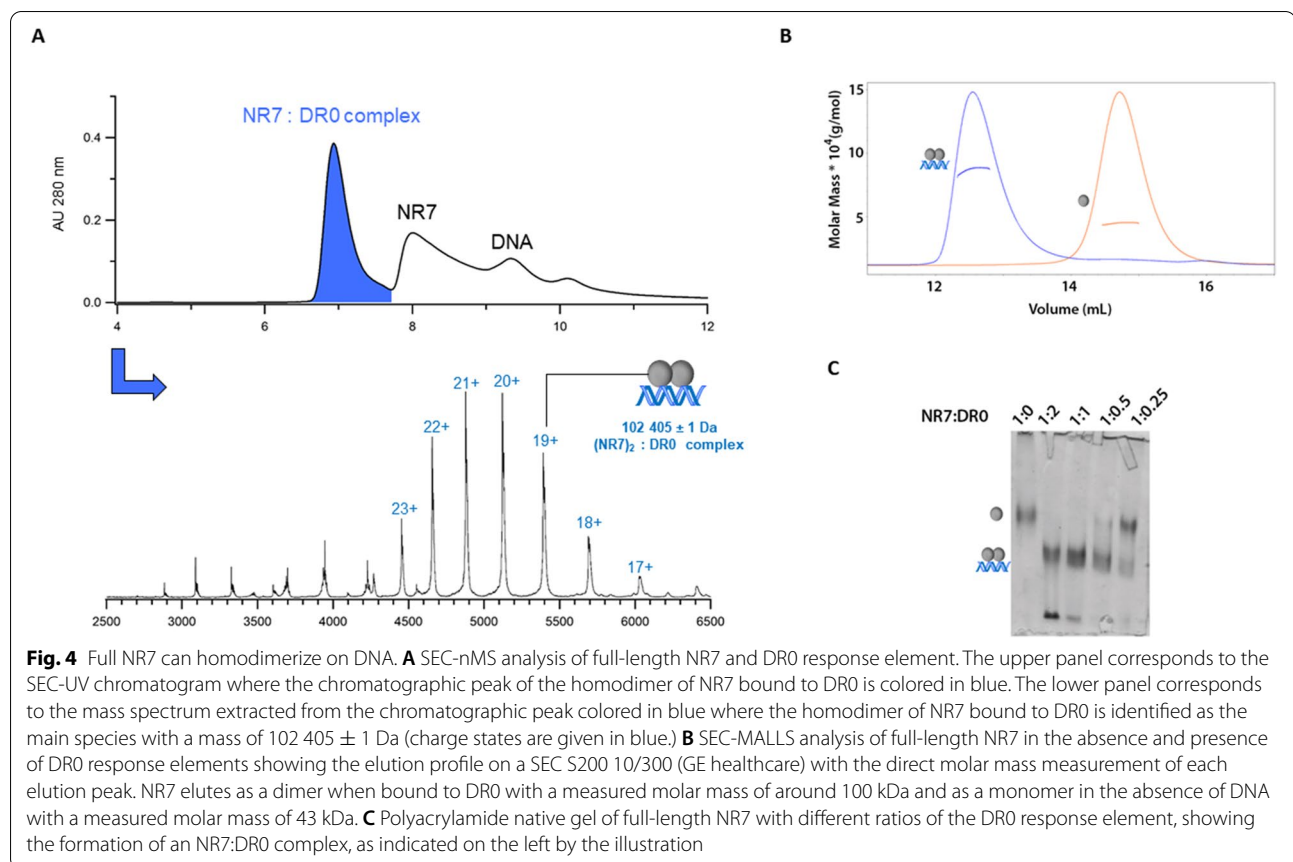 A
NR7 : DR0 complex
AU 280 nm
0.4
0.2
0.0
NR7
DNA
4
6
8
10
12
102 405 ± 1 Da
(NR7)₂ : DR0 complex
23+
22+
21+
20+
19+
18+
17+
2500
3000
3500
4000
4500
5000
5500
6000
6500
B
Molar Mass * 10⁴(g/mol)
15
10
5
12
14
16
Volume (mL)
C
NR7:DR0
1:0
1:2
1:1
1:0.5
1:0.25
Fig. 4 Full NR7 can homodimerize on DNA. A SEC-nMS analysis of full-length NR7 and DR0 response element. The upper panel corresponds to the
SEC-UV chromatogram where the chromatographic peak of the homodimer of NR7 bound to DR0 is colored in blue. The lower panel corresponds
to the mass spectrum extracted from the chromatographic peak colored in blue where the homodimer of NR7 bound to DR0 is identified as the
main species with a mass of 102 405 ± 1 Da (charge states are given in blue.) B SEC-MALLS analysis of full-length NR7 in the absence and presence
of DR0 response elements showing the elution profile on a SEC S200 10/300 (GE healthcare) with the direct molar mass measurement of each
elution peak. NR7 elutes as a dimer when bound to DR0 with a measured molar mass of around 100 kDa and as a monomer in the absence of DNA
with a measured molar mass of 43 kDa. C Polyacrylamide native gel of full-length NR7 with different ratios of the DR0 response element, showing
the formation of an NR7:DR0 complex, as indicated on the left by the illustration